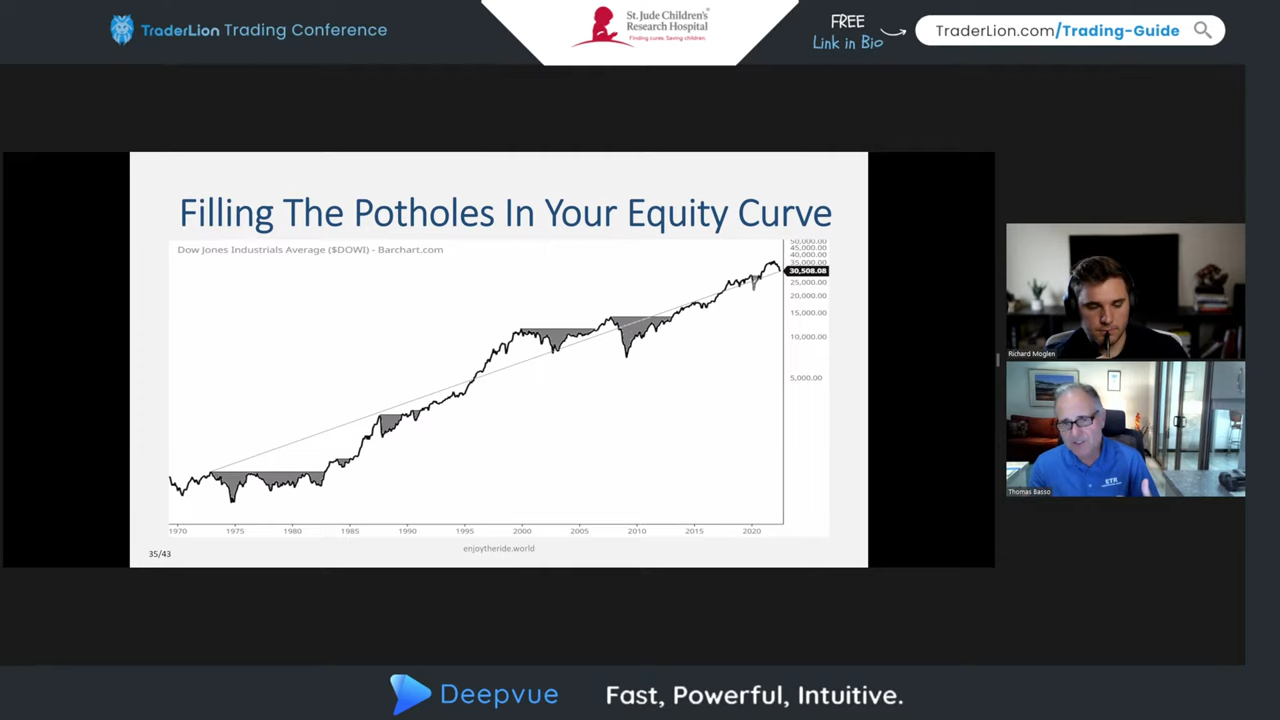 TraderLion Trading Conference
St. Jude Children's®
Research Hospital
Finding cures. Saving children.
FREE
Link in Bio
TraderLion.com/Trading-Guide
Filling The Potholes In Your Equity Curve
Dow Jones Industrials Average ($DOWI) - Barchart.com
50,000.00
45,000.00
40,000.00
35,000.00
30,508.08
25,000.00
20,000.00
15,000.00
10,000.00
5,000.00
1970 1975 1980 1985 1990 1995 2000 2005 2010 2015 2020
35/43
enjoytheride.world
Richard Moglen
ETR
Thomas Basso
Deepvue
Fast, Powerful, Intuitive.